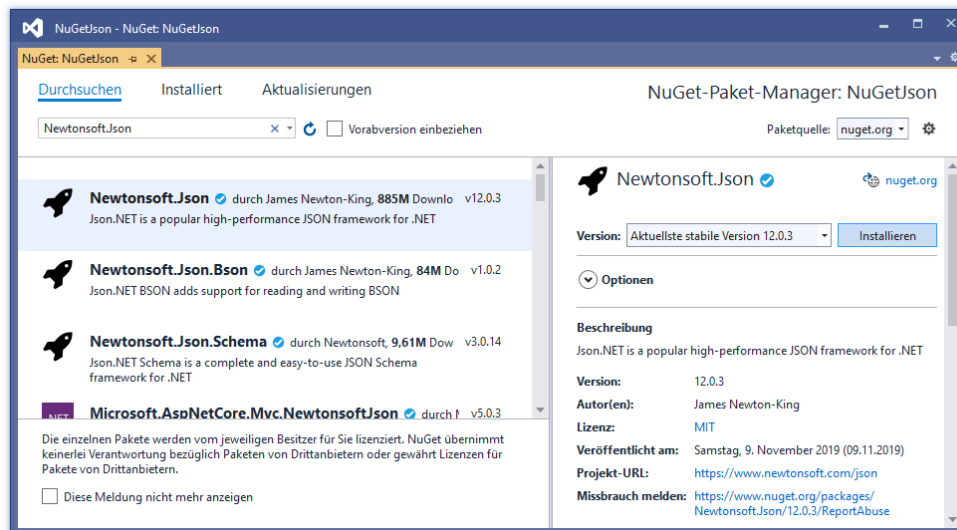 NuGetJson - NuGet: NuGetJson
NuGet: NuGetJson
Durchsuchen Installiert Aktualisierungen
NuGet-Paket-Manager: NuGetJson
Newtonsoft.Json
Vorabversion einbeziehen
Paketquelle: nuget.org
Newtonsoft.Json durch James Newton-King, 885M Downlo v12.0.3
Json.NET is a popular high-performance JSON framework for .NET
Newtonsoft.Json.Bson durch James Newton-King, 84M Do v1.0.2
Json.NET BSON adds support for reading and writing BSON
Newtonsoft.Json.Schema durch Newtonsoft, 9,61M Dow v3.0.14
Json.NET Schema is a complete and easy-to-use JSON Schema
framework for .NET
.NET Microsoft.AspNetCore.Mvc.NewtonsoftJson durch v5.0.3
Die einzelnen Pakete werden vom jeweiligen Besitzer für Sie lizenziert. NuGet übernimmt
keinerlei Verantwortung bezüglich Paketen von Drittanbietern oder gewährt Lizenzen für
Pakete von Drittanbietern.
Diese Meldung nicht mehr anzeigen
Newtonsoft.Json nuget.org
Version: Aktuellste stabile Version 12.0.3 Installieren
Optionen
Beschreibung
Json.NET is a popular high-performance JSON framework for .NET
Version: 12.0.3
Autor(en): James Newton-King
Lizenz: MIT
Veröffentlicht am: Samstag, 9. November 2019 (09.11.2019)
Projekt-URL: https://www.newtonsoft.com/json
Missbrauch melden: https://www.nuget.org/packages/
Newtonsoft.Json/12.0.3/ReportAbuse